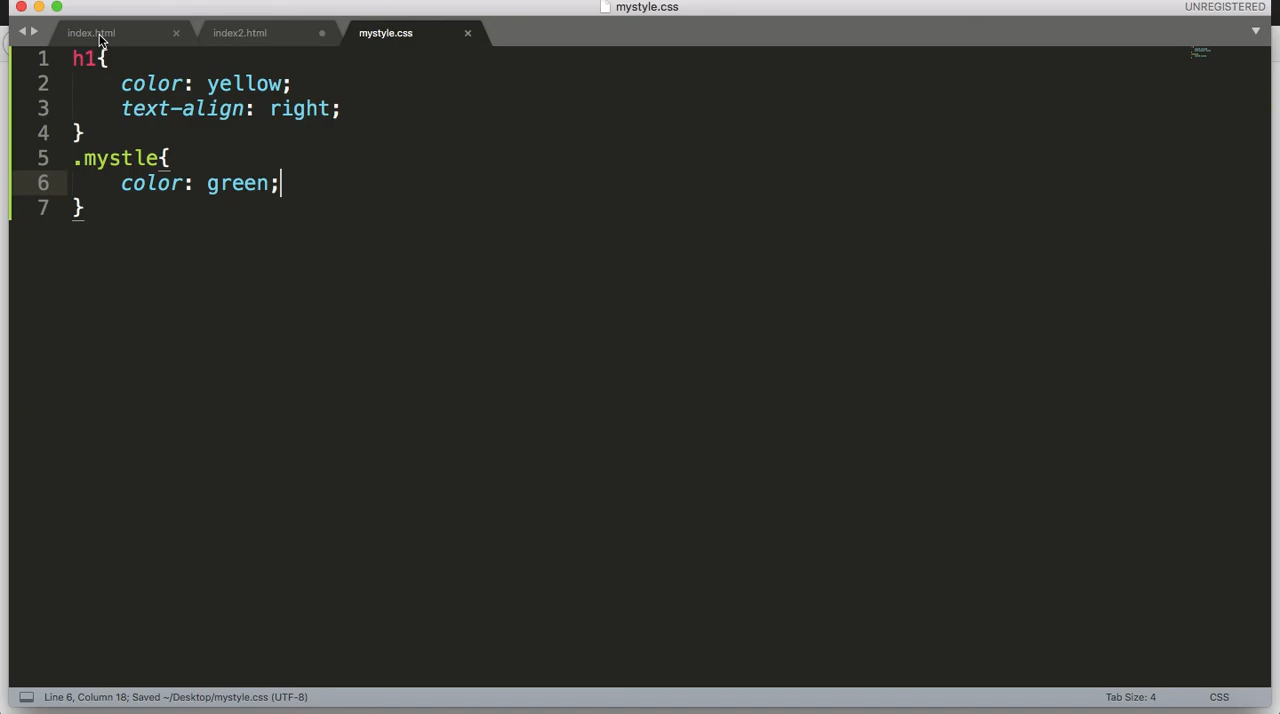 mystyle.css
UNREGISTERED
index.html
index2.html
mystyle.css
1 h1{
2 color: yellow;
3 text-align: right;
4 }
5 .mystle{
6 color: green;
7 }
Line 6, Column 18; Saved ~/Desktop/mystyle.css (UTF-8)
Tab Size: 4
CSS